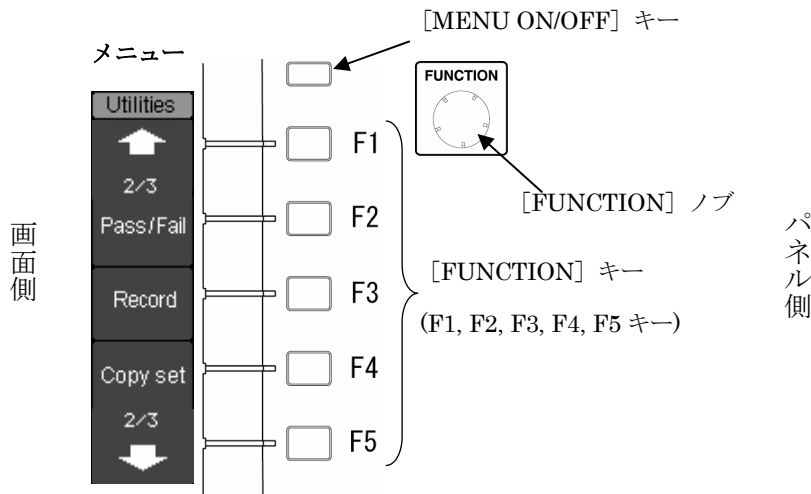 ［MENU ON/OFF］キー
メニュー
FUNCTION
Utilities
F1
2/3
［FUNCTION］ノブ
Pass/Fail
F2
画面側
パネル側
［FUNCTION］キー
Record
F3
(F1, F2, F3, F4, F5 キー)
Copy set
F4
2/3
F5